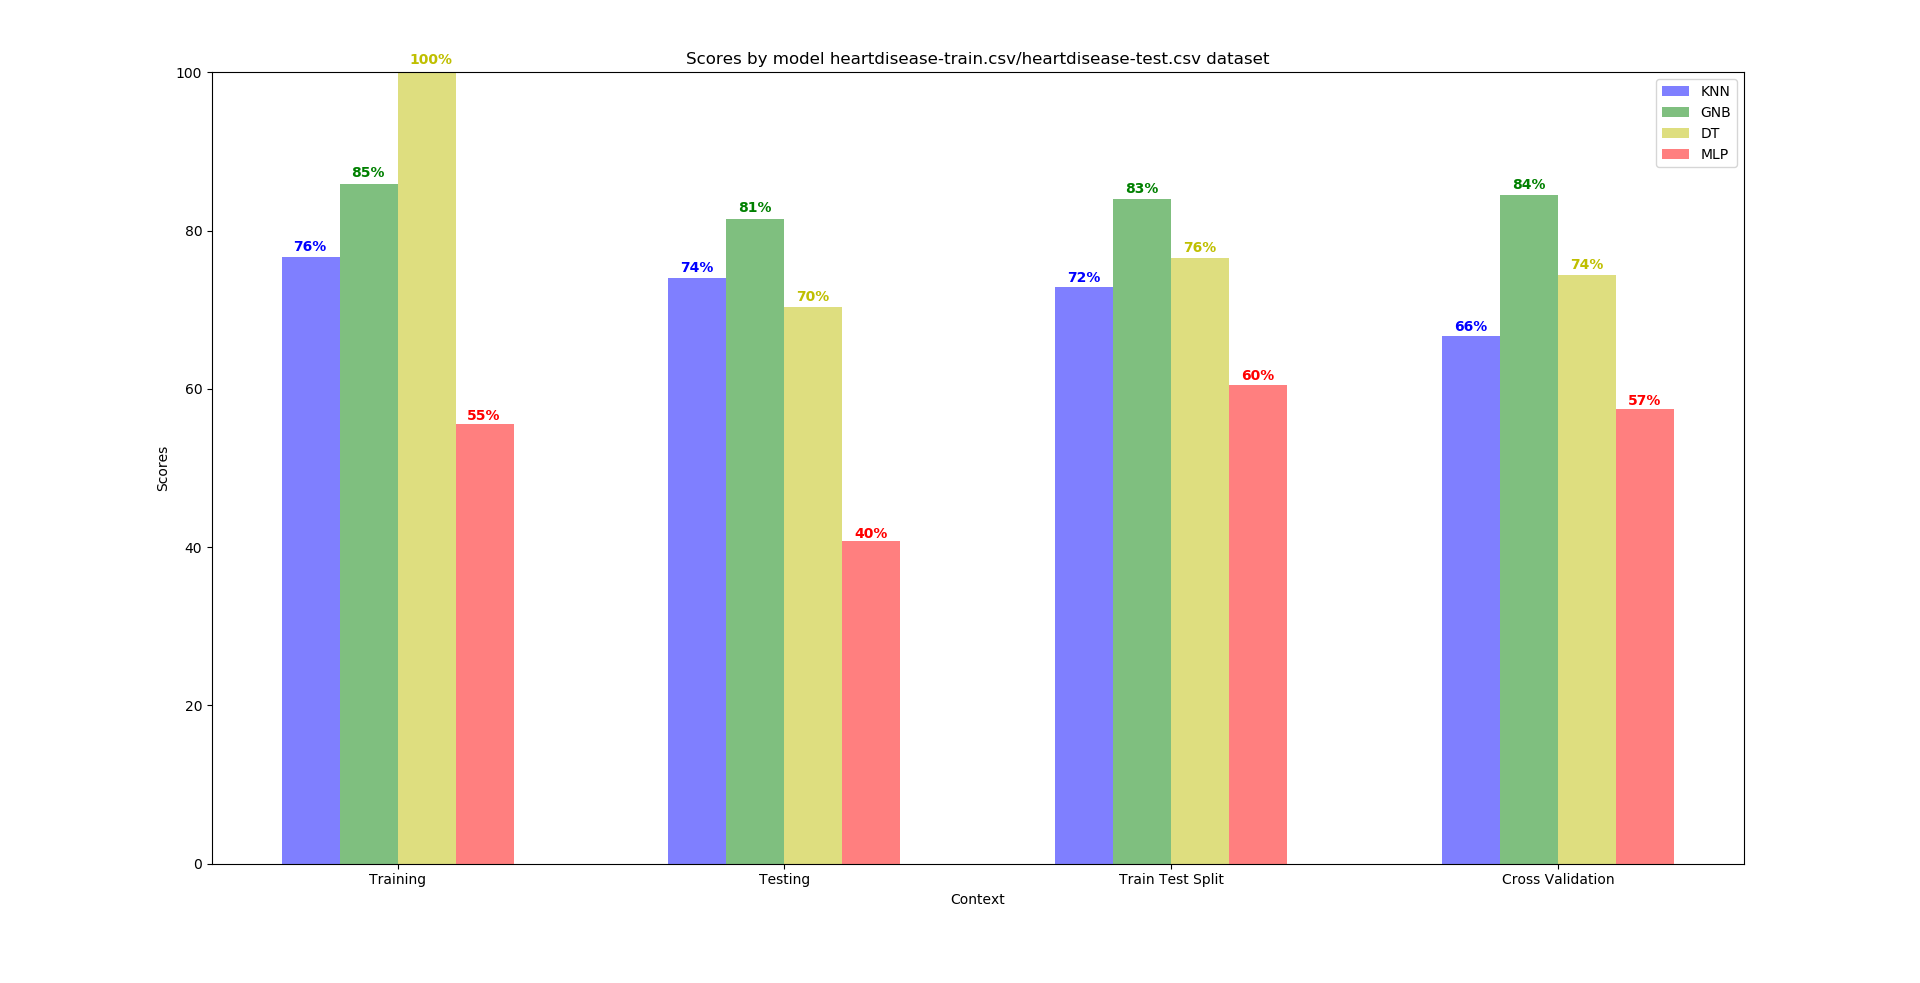 Scores by model heartdisease-train.csv/heartdisease-test.csv dataset
100%
85%
76%
55%
81%
74%
70%
40%
83%
76%
72%
60%
84%
74%
66%
57%
KNN
GNB
DT
MLP
100
80
60
40
20
0
Scores
Training
Testing
Train Test Split
Cross Validation
Context